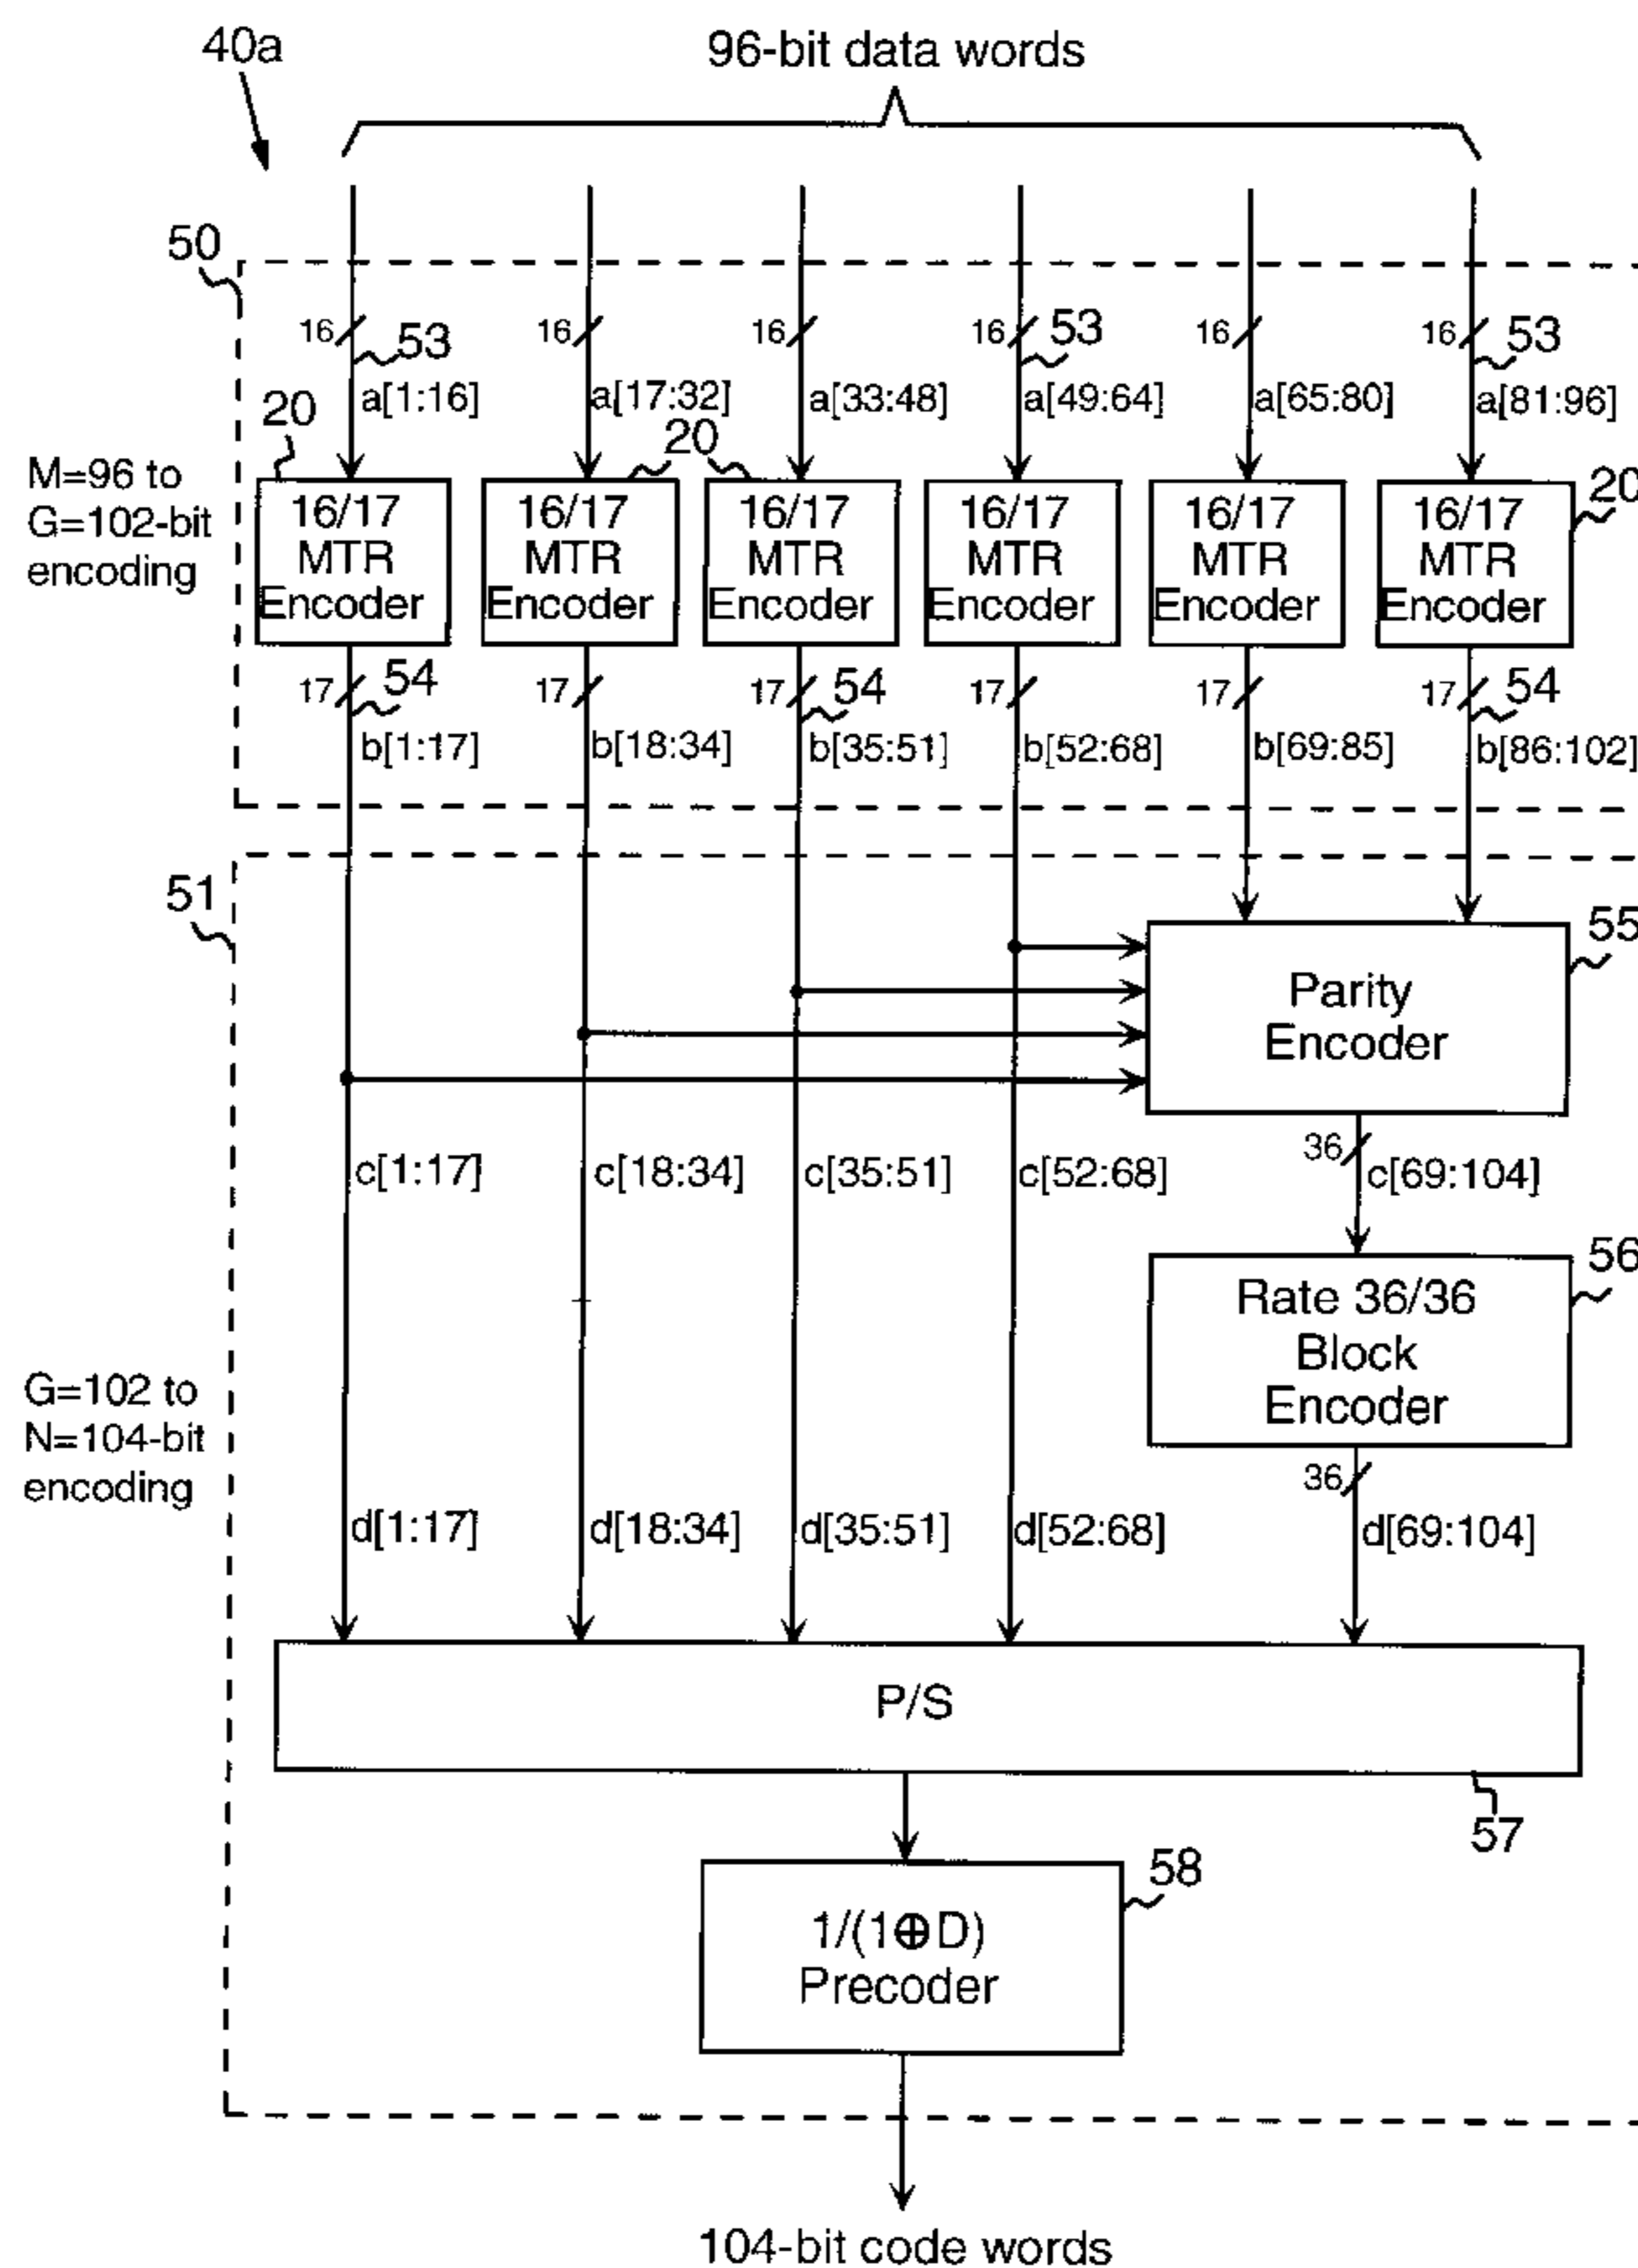 40a
96-bit data words
50
16 16 16 16 16 16
53 53 53
a[1:16] a[17:32] a[33:48] a[49:64] a[65:80] a[81:96]
20 20 20
M=96 to
G=102-bit
encoding
16/17 16/17 16/17 16/17 16/17 16/17
MTR MTR MTR MTR MTR MTR
Encoder Encoder Encoder Encoder Encoder Encoder
17 17 17 17 17 17
54 54 54
b[1:17] b[18:34] b[35:51] b[52:68] b[69:85] b[86:102]
51
55
Parity
Encoder
36
c[1:17] c[18:34] c[35:51] c[52:68] c[69:104]
56
Rate 36/36
Block
Encoder
G=102 to
N=104-bit
encoding
36
d[1:17] d[18:34] d[35:51] d[52:68] d[69:104]
P/S
57
58
1/(1⊕D)
Precoder
104-bit code words